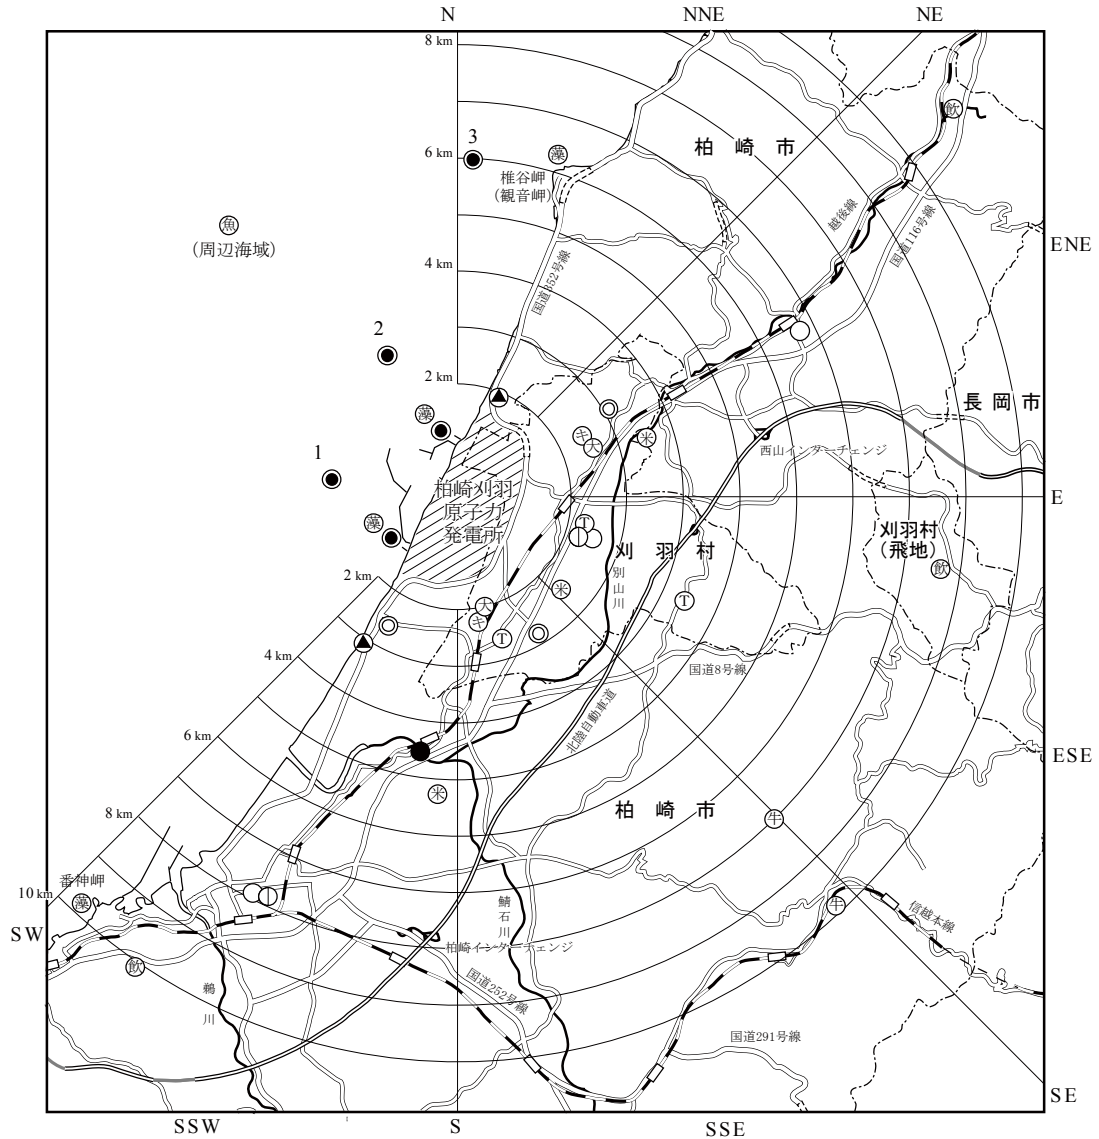 N
NNE
NE
8 km
飲
3
6 km
藻
柏崎市
椎谷岬
(観音岬)
魚
(周辺海域)
越後線
国道116号線
ENE
4 km
国道352号線
2
2 km
長岡市
藻
キ
大
米
西山インターチェンジ
1
柏崎刈羽
原子力
発電所
E
藻
T
刈羽村
刈羽村
(飛地)
飲
別山川
2 km
米
大
キ
T
T
4 km
国道8号線
北陸自動車道
6 km
ESE
米
柏崎市
8 km
牛
番神岬
10 km
藻
牛
信越本線
SW
鯖石川
柏崎インターチェンジ
飲
国道252号線
鵜川
国道291号線
SE
SSW
S
SSE